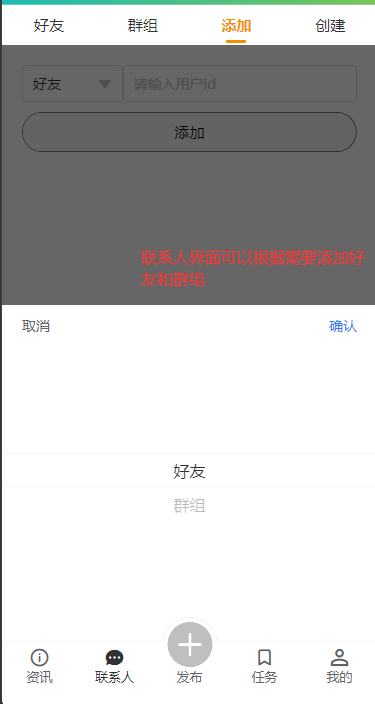 好友 群组 添加 创建
好友 请输入用户id
添加
联系人界面可以根据需要添加好
友和群组
取消 确认
好友
群组
资讯 联系人 发布 任务 我的